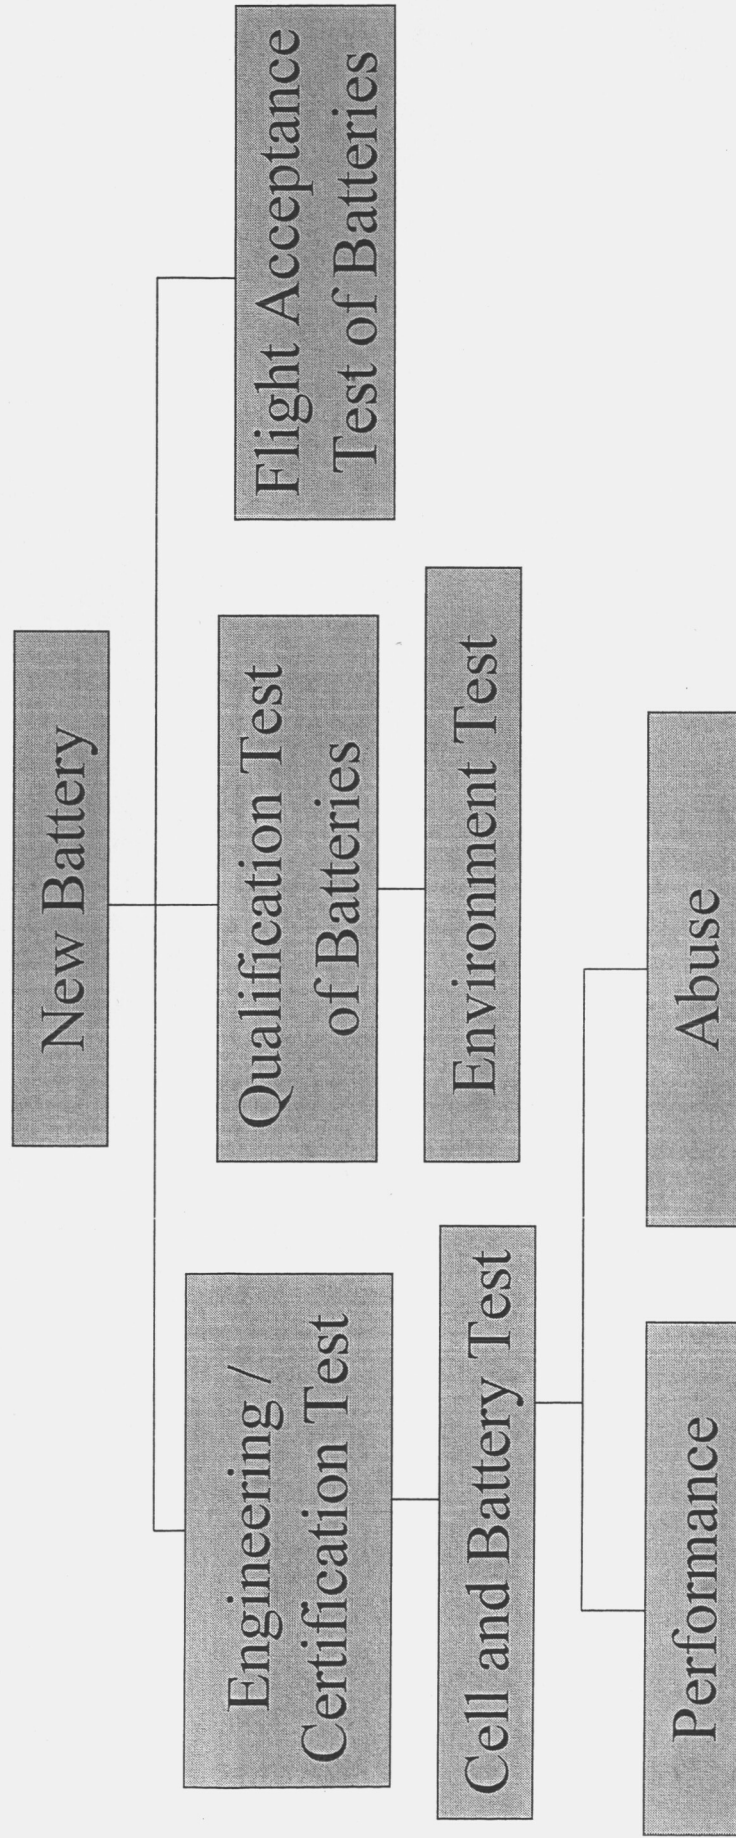 New Battery
Engineering /
Certification Test
Qualification Test
of Batteries
Flight Acceptance
Test of Batteries
Cell and Battery Test
Environment Test
Performance
Abuse